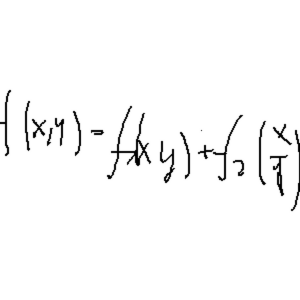 f(x,y) = f(xy) + f₂(x/y)